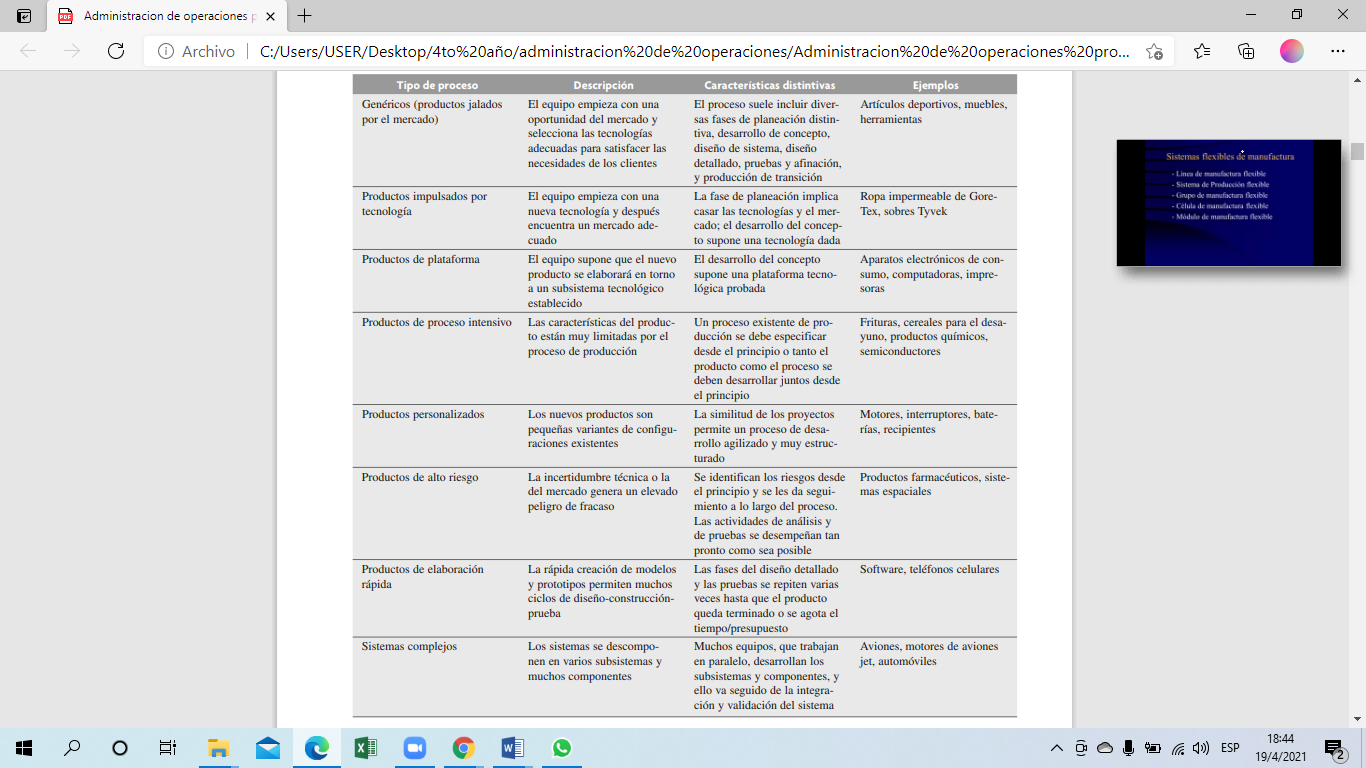 Administracion de operaciones p
Archivo
C:/Users/USER/Desktop/4to%20año/administracion%20de%20operaciones/Administracion%20de%20operaciones%20pro...
Tipo de proceso
Descripción
Características distintivas
Ejemplos
Genéricos (productos jalados
por el mercado)
El equipo empieza con una
oportunidad del mercado y
selecciona las tecnologías
adecuadas para satisfacer las
necesidades de los clientes
El proceso suele incluir diver-
sas fases de planeación distin-
tiva, desarrollo de concepto,
diseño de sistema, diseño
detallado, pruebas y afinación,
y producción de transición
Artículos deportivos, muebles,
herramientas
Productos impulsados por
tecnología
El equipo empieza con una
nueva tecnología y después
encuentra un mercado ade-
cuado
La fase de planeación implica
casar las tecnologías y el mer-
cado; el desarrollo del concep-
to supone una tecnología dada
Ropa impermeable de Gore-
Tex, sobres Tyvek
Productos de plataforma
El equipo supone que el nuevo
producto se elaborará en torno
a un subsistema tecnológico
establecido
El desarrollo del concepto
supone una plataforma tecno-
lógica probada
Aparatos electrónicos de con-
sumo, computadoras, impre-
soras
Productos de proceso intensivo
Las características del produc-
to están muy limitadas por el
proceso de producción
Un proceso existente de pro-
ducción se debe especificar
desde el principio o tanto el
producto como el proceso se
deben desarrollar juntos desde
el principio
Frituras, cereales para el desa-
yuno, productos químicos,
semiconductores
Productos personalizados
Los nuevos productos son
pequeñas variantes de configu-
raciones existentes
La similitud de los proyectos
permite un proceso de desa-
rrollo agilizado y muy estruc-
turado
Motores, interruptores, bate-
rías, recipientes
Productos de alto riesgo
La incertidumbre técnica o la
del mercado genera un elevado
peligro de fracaso
Se identifican los riesgos desde
el principio y se les da segui-
miento a lo largo del proceso.
Las actividades de análisis y
de pruebas se desempeñan tan
pronto como sea posible
Productos farmacéuticos, siste-
mas espaciales
Productos de elaboración
rápida
La rápida creación de modelos
y prototipos permiten muchos
ciclos de diseño-construcción-
prueba
Las fases del diseño detallado
y las pruebas se repiten varias
veces hasta que el producto
queda terminado o se agota el
tiempo/presupuesto
Software, teléfonos celulares
Sistemas complejos
Los sistemas se descompo-
nen en varios subsistemas y
muchos componentes
Muchos equipos, que trabajan
en paralelo, desarrollan los
subsistemas y componentes, y
ello va seguido de la integra-
ción y validación del sistema
Aviones, motores de aviones
jet, automóviles
Sistemas flexibles de manufactura
- Línea de manufactura flexible
- Sistema de Producción flexible
- Grupo de manufactura flexible
- Célula de manufactura flexible
- Módulo de manufactura flexible
ESP
18:44
19/4/2021
2